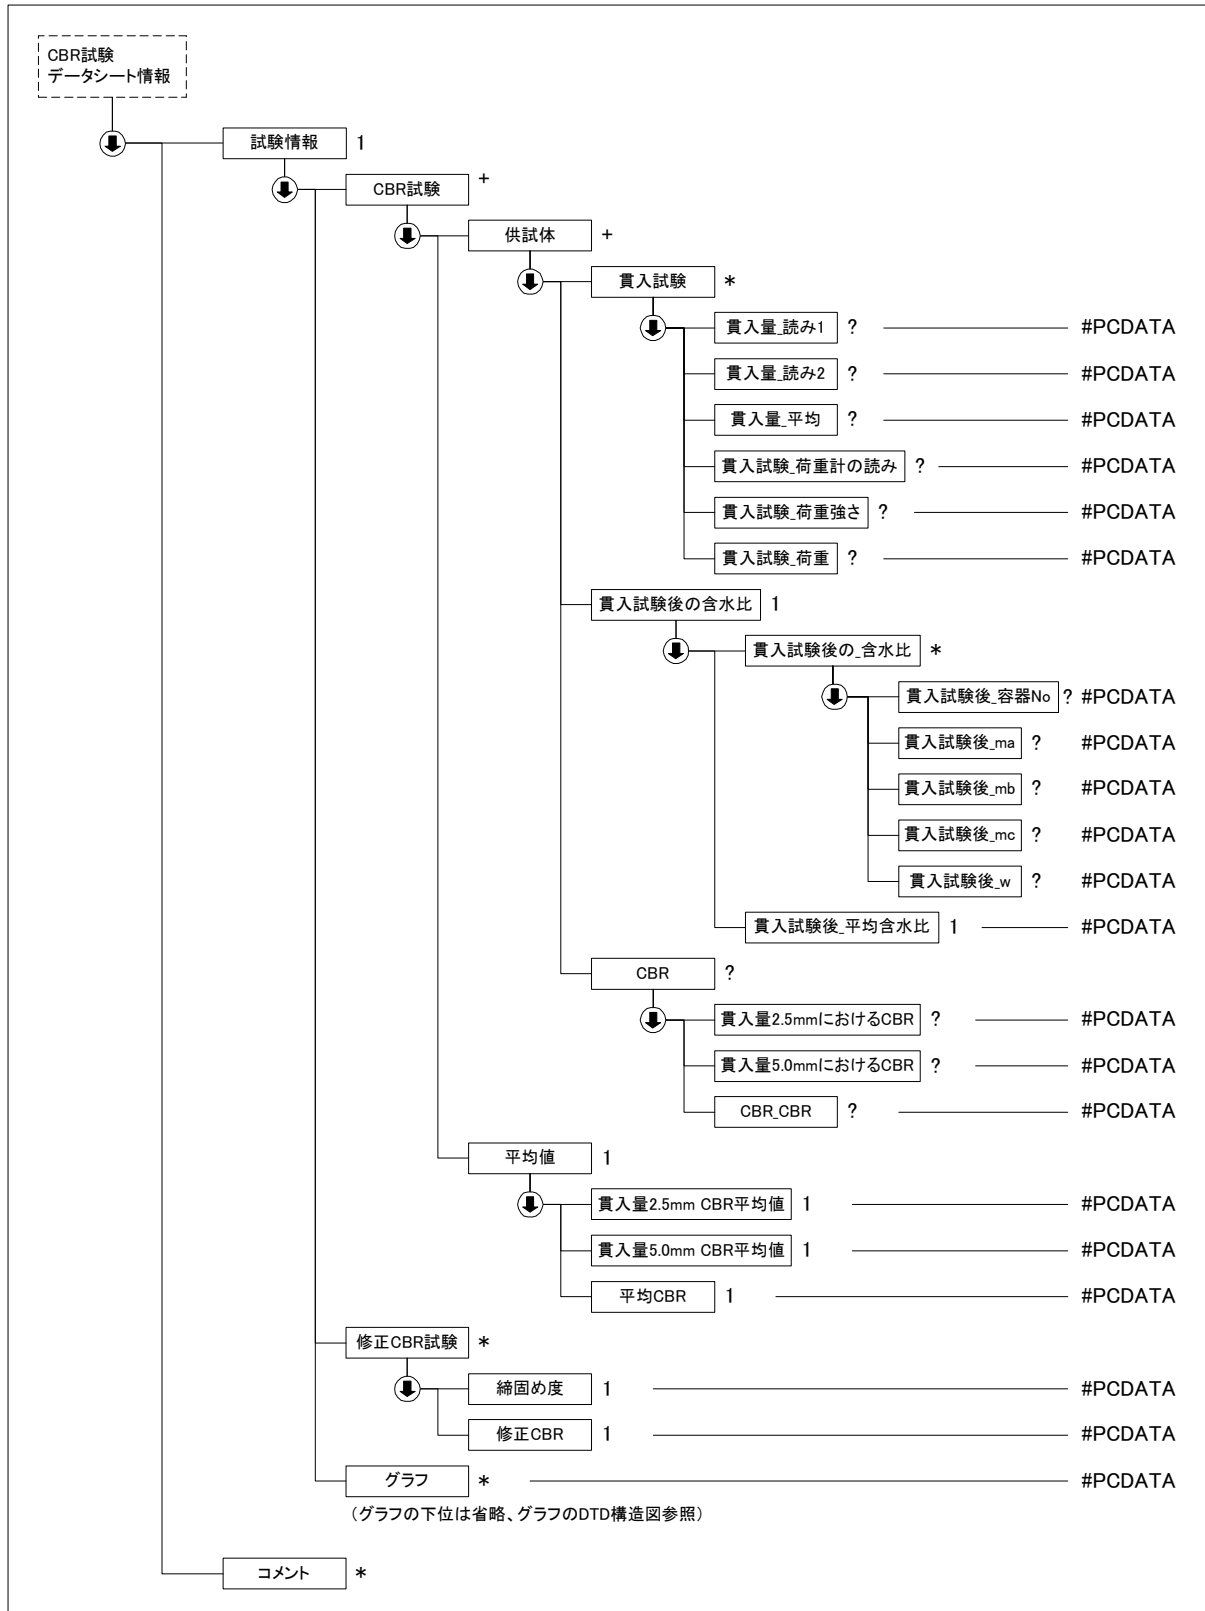 CBR試験
データシート情報
試験情報 1
CBR試験 +
供試体 +
貫入試験 *
貫入量_読み1 ? #PCDATA
貫入量_読み2 ? #PCDATA
貫入量_平均 ? #PCDATA
貫入試験_荷重計の読み ? #PCDATA
貫入試験_荷重強さ ? #PCDATA
貫入試験_荷重 ? #PCDATA
貫入試験後の含水比 1
貫入試験後の_含水比 *
貫入試験後_容器No ? #PCDATA
貫入試験後_ma ? #PCDATA
貫入試験後_mb ? #PCDATA
貫入試験後_mc ? #PCDATA
貫入試験後_w ? #PCDATA
貫入試験後_平均含水比 1 #PCDATA
CBR ?
貫入量2.5mmにおけるCBR ? #PCDATA
貫入量5.0mmにおけるCBR ? #PCDATA
CBR_CBR ? #PCDATA
平均値 1
貫入量2.5mm CBR平均値 1 #PCDATA
貫入量5.0mm CBR平均値 1 #PCDATA
平均CBR 1 #PCDATA
修正CBR試験 *
締固め度 1 #PCDATA
修正CBR 1 #PCDATA
グラフ * #PCDATA
(グラフの下位は省略、グラフのDTD構造図参照)
コメント *